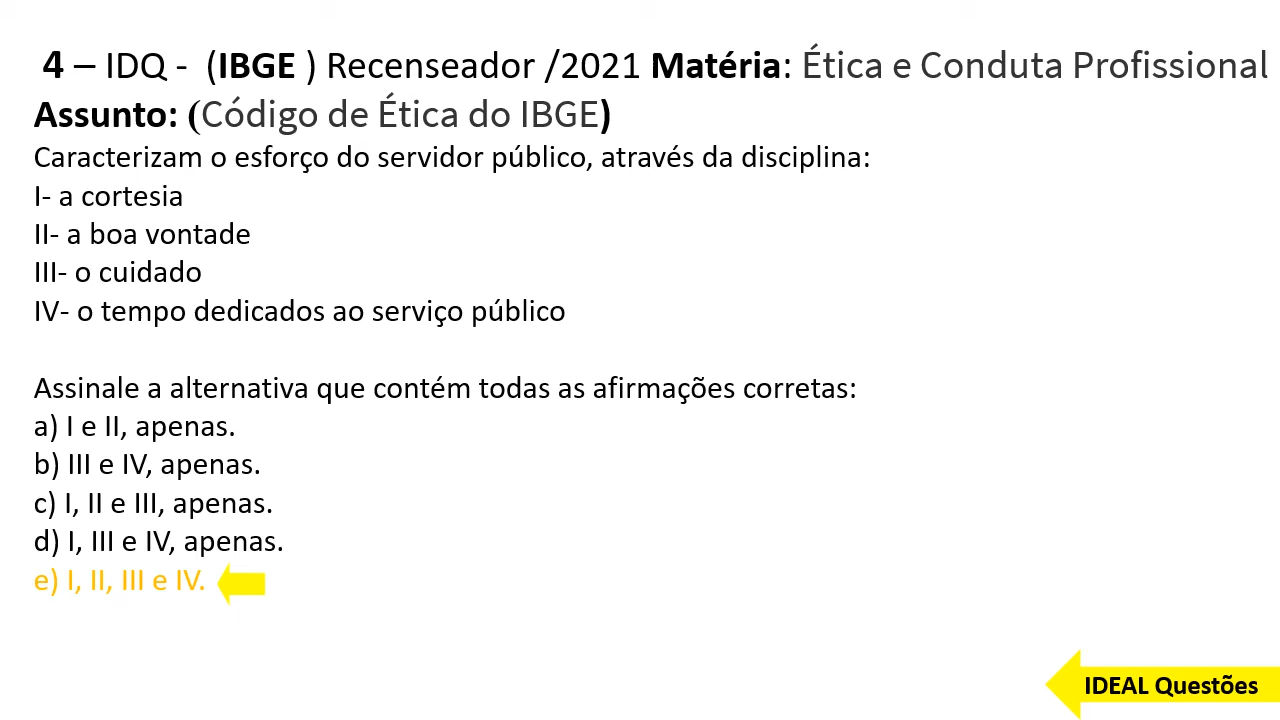 4 – IDQ - (IBGE ) Recenseador /2021 Matéria: Ética e Conduta Profissional
Assunto: (Código de Ética do IBGE)
Caracterizam o esforço do servidor público, através da disciplina:
I- a cortesia
II- a boa vontade
III- o cuidado
IV- o tempo dedicados ao serviço público
Assinale a alternativa que contém todas as afirmações corretas:
a) I e II, apenas.
b) III e IV, apenas.
c) I, II e III, apenas.
d) I, III e IV, apenas.
e) I, II, III e IV.
IDEAL Questões